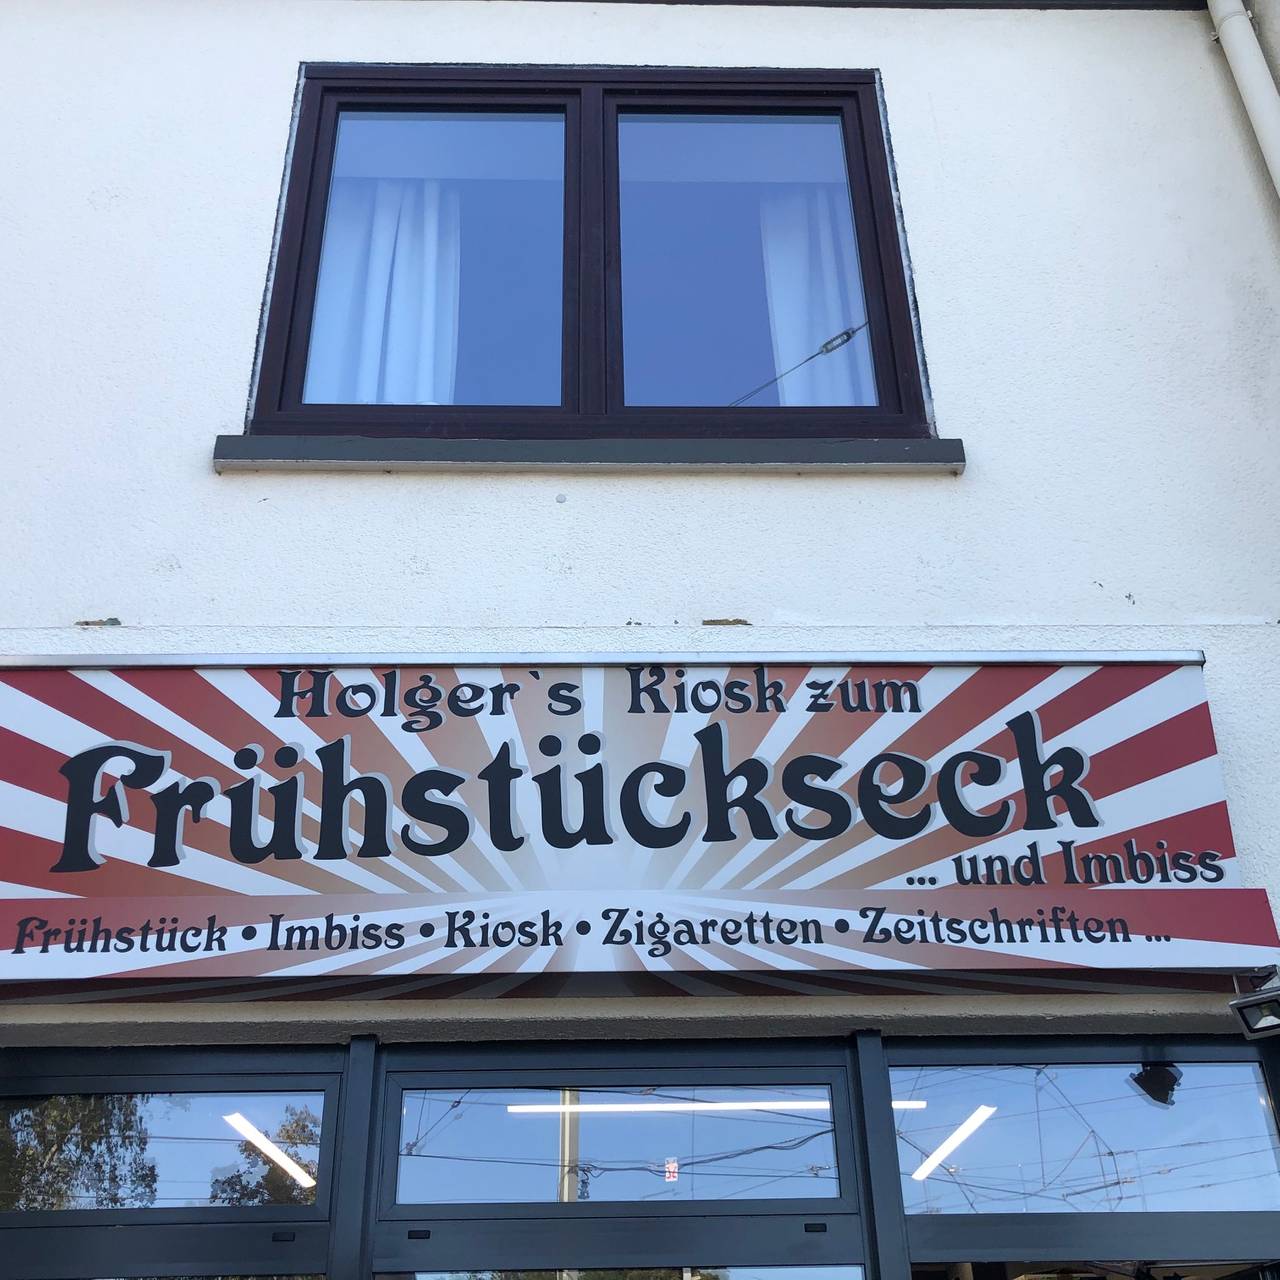 Holger`s Kiosk zum
Frühstückseck
... und Imbiss
Frühstück • Imbiss • Kiosk • Zigaretten • Zeitschriften ...